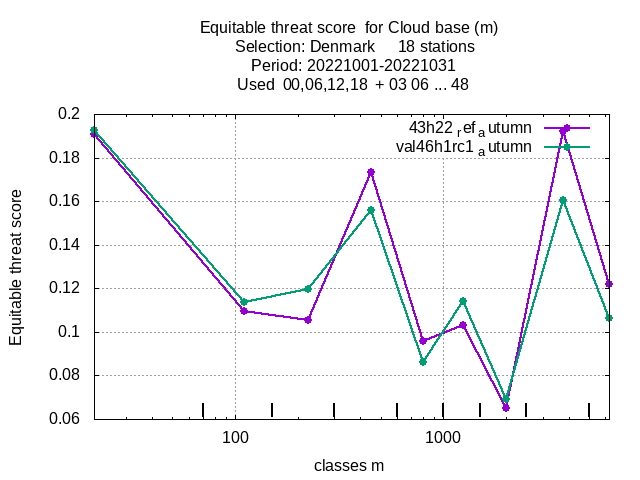 Equitable threat score  for Cloud base (m)
Selection: Denmark     18 stations
Period: 20221001-20221031
Used  00,06,12,18  + 03 06 ... 48
0.2
43h22 ref autumn
val46h1rc1 autumn
0.18
0.16
0.14
0.12
0.1
0.08
0.06
Equitable threat score
100
1000
classes m